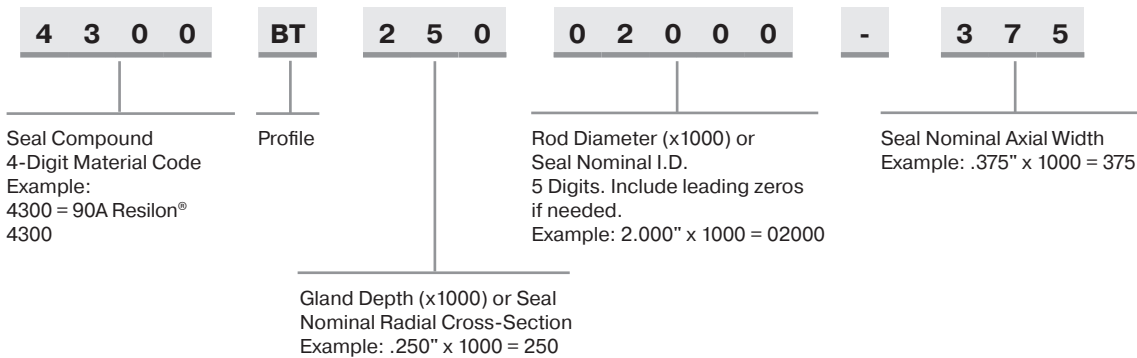 4 3 0 0 BT 2 5 0 0 2 0 0 0 - 3 7 5
Seal Compound
4-Digit Material Code
Example:
4300 = 90A Resilon®
4300
Profile
Gland Depth (x1000) or Seal
Nominal Radial Cross-Section
Example: .250" x 1000 = 250
Rod Diameter (x1000) or
Seal Nominal I.D.
5 Digits. Include leading zeros
if needed.
Example: 2.000" x 1000 = 02000
Seal Nominal Axial Width
Example: .375" x 1000 = 375